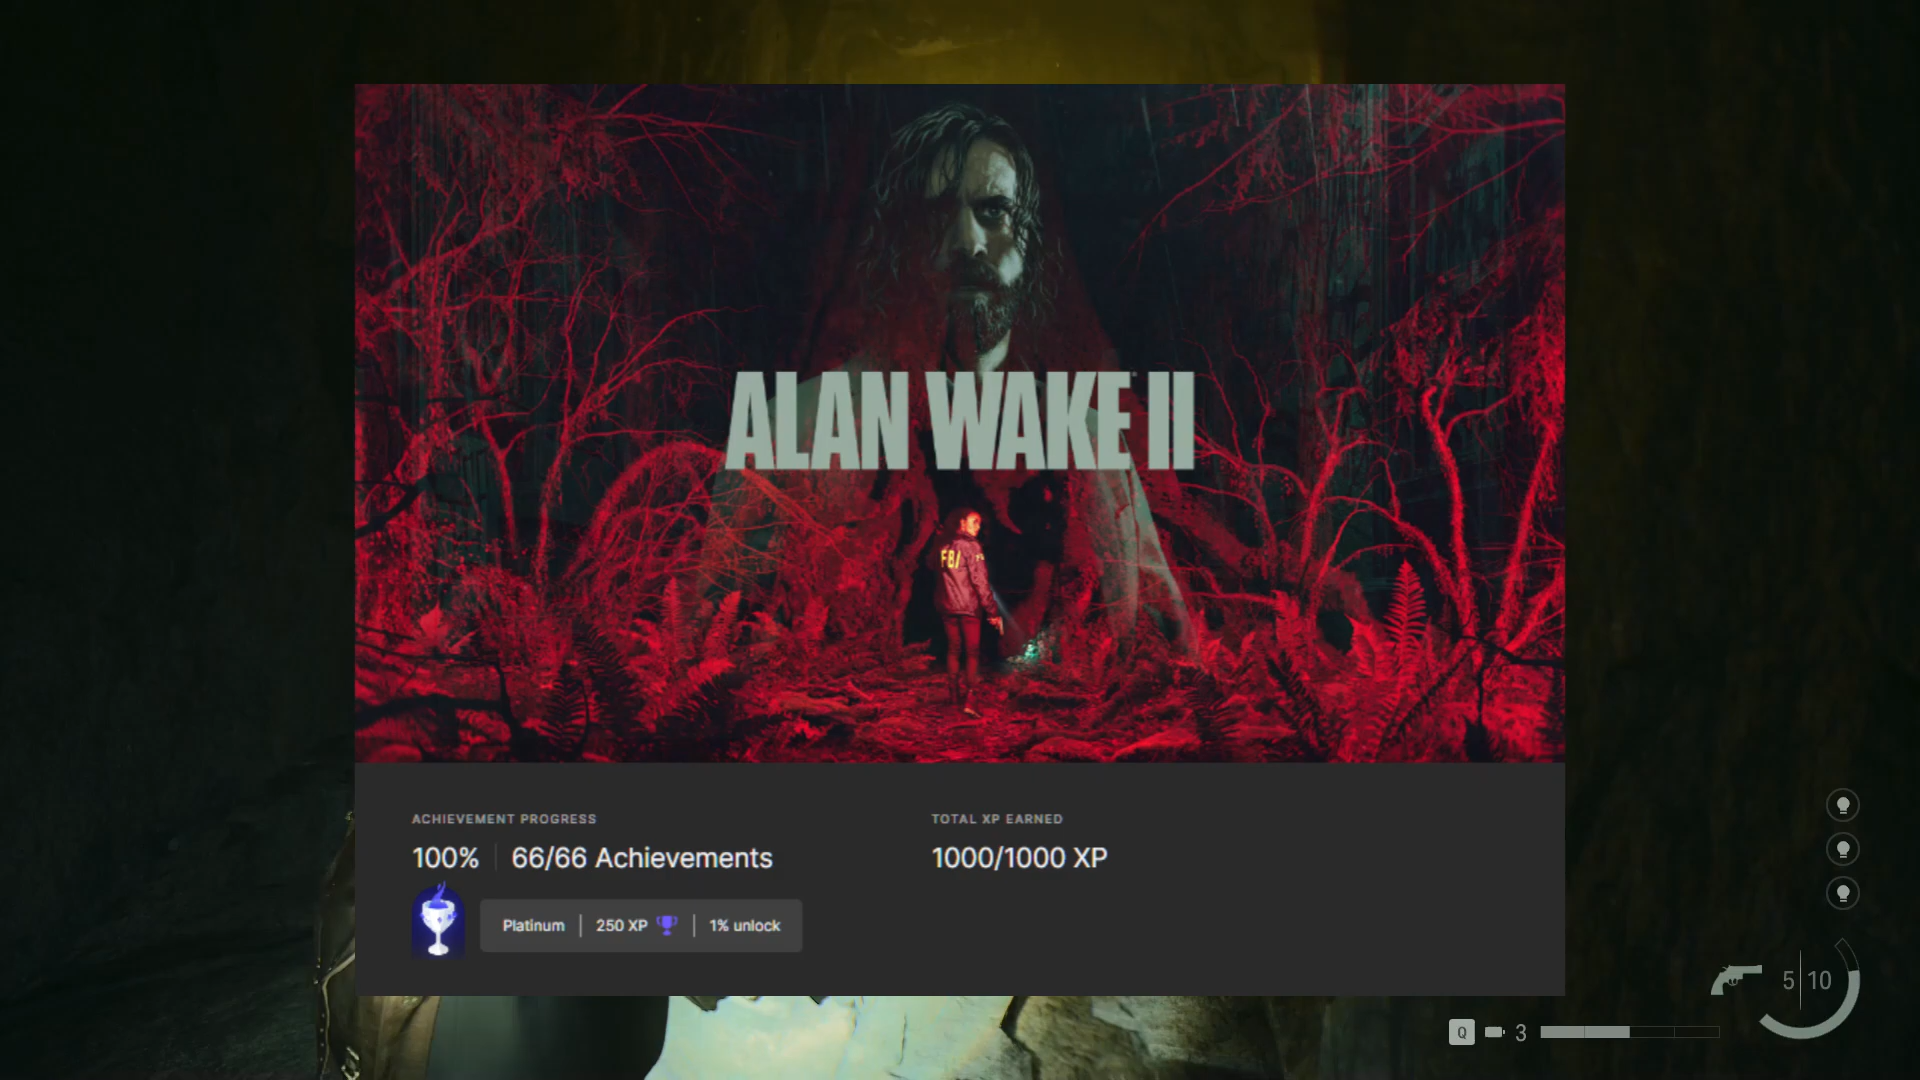 ALAN WAKE II
FBI
ACHIEVEMENT PROGRESS
100% | 66/66 Achievements
TOTAL XP EARNED
1000/1000 XP
Platinum | 250 XP | 1% unlock
5|10
Q 3